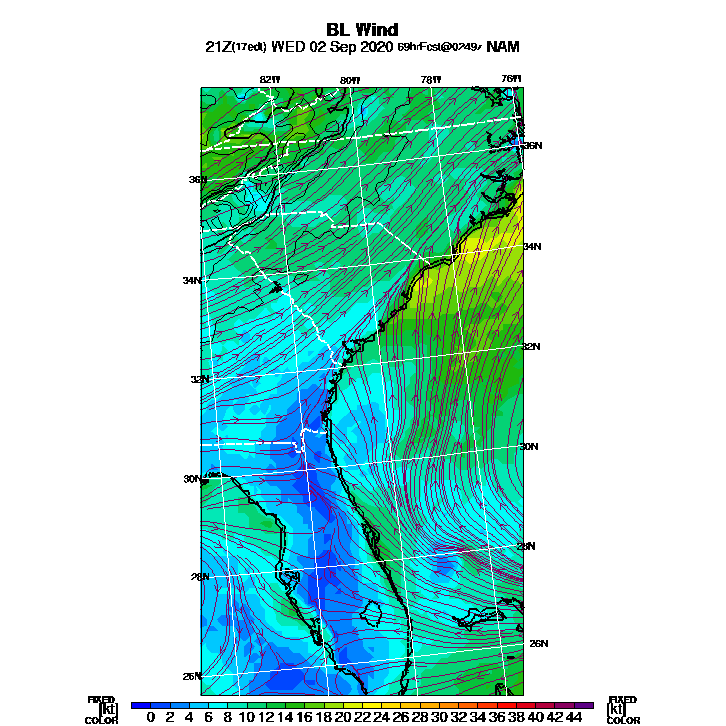 BL Wind
21Z(17edt) WED 02 Sep 2020 69hrFcst@0249z NAM
82W 80W 78W 76W
36N
36N
34N
34N
32N
32N
30N
30N
28N
28N
26N
26N
FIXED FIXED
[kt] 0 2 4 6 8 10 12 14 16 18 20 22 24 26 28 30 32 34 36 38 40 42 44 [kt]
COLOR COLOR